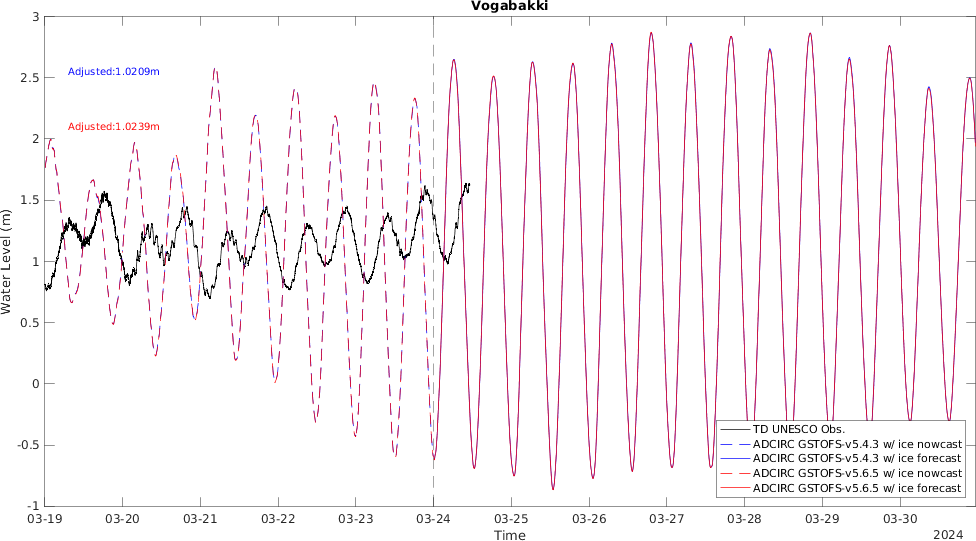 Vogabakki
3
2.5
2
1.5
1
0.5
0
-0.5
-1
Water Level (m)
Adjusted:1.0209m
Adjusted:1.0239m
TD UNESCO Obs.
ADCIRC GSTOFS-v5.4.3 w/ ice nowcast
ADCIRC GSTOFS-v5.4.3 w/ ice forecast
ADCIRC GSTOFS-v5.6.5 w/ ice nowcast
ADCIRC GSTOFS-v5.6.5 w/ ice forecast
03-19 03-20 03-21 03-22 03-23 03-24 03-25 03-26 03-27 03-28 03-29 03-30
Time
2024